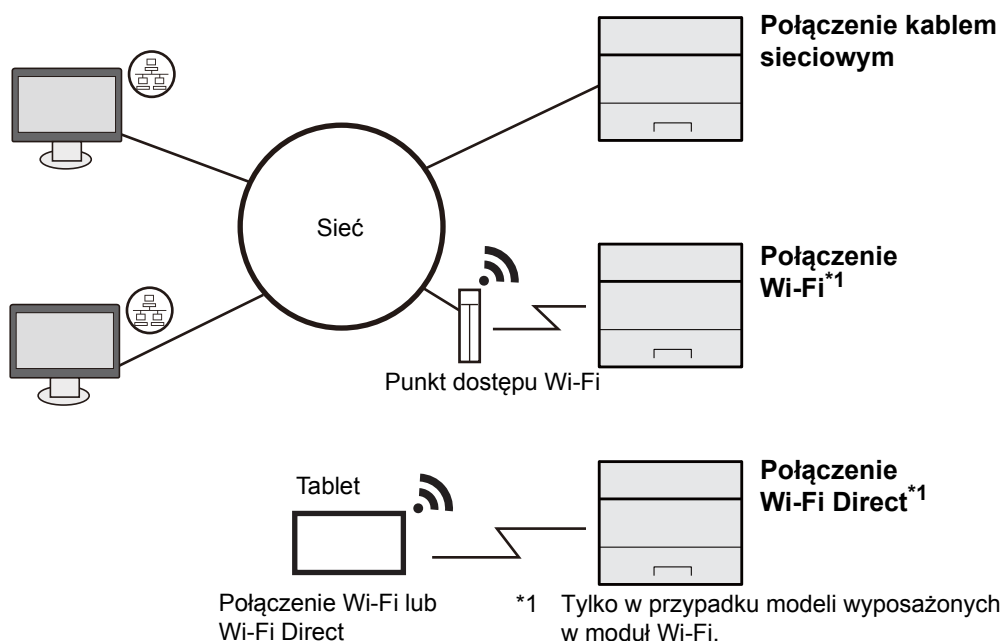 Połączenie kablem
sieciowym
Sieć
Połączenie
Wi-Fi*1
Punkt dostępu Wi-Fi
Tablet
Połączenie
Wi-Fi Direct*1
Połączenie Wi-Fi lub
Wi-Fi Direct
*1 Tylko w przypadku modeli wyposażonych
w moduł Wi-Fi.